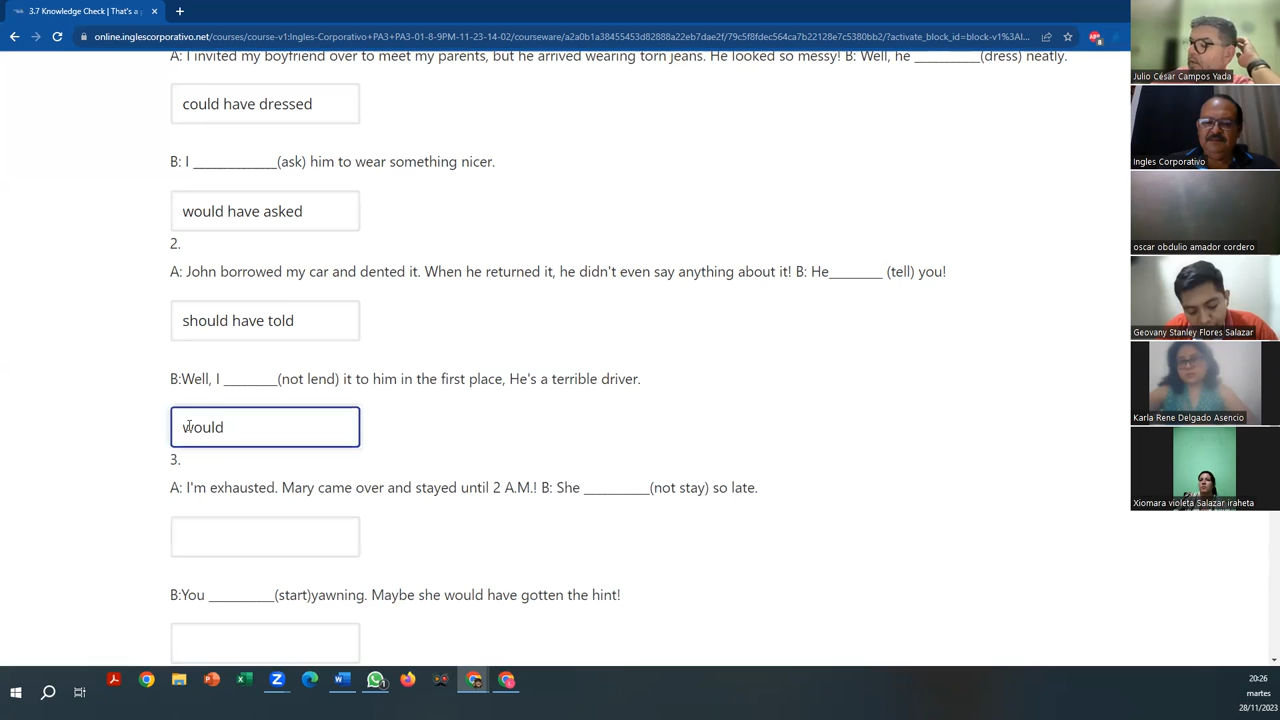 3.7 Knowledge Check | That's a
online.inglescorporativo.net/courses/course-v1:Ingles-Corporativo+PA3+PA3-01-8-9PM-11-23-14-02/courseware/a2a0b1a38455453d82888a22eb7dae2f/79c5f8fdec564ca7b22128e7c5380bb2/?activate_block_id=block-v1%3AI...
A: I invited my boyfriend over to meet my parents, but he arrived wearing torn jeans. He looked so messy! B: Well, he __________(dress) neatly.
could have dressed
B: I _____________(ask) him to wear something nicer.
would have asked
2.
A: John borrowed my car and dented it. When he returned it, he didn't even say anything about it! B: He________ (tell) you!
should have told
B:Well, I ________(not lend) it to him in the first place, He's a terrible driver.
would
3.
A: I'm exhausted. Mary came over and stayed until 2 A.M.! B: She __________(not stay) so late.
B:You __________(start)yawning. Maybe she would have gotten the hint!
Julio César Campos Yada
Ingles Corporativo
oscar obdulio amador cordero
Geovany Stanley Flores Salazar
Karla Rene Delgado Asencio
Xiomara violeta Salazar iraheta
20:26
martes
28/11/2023